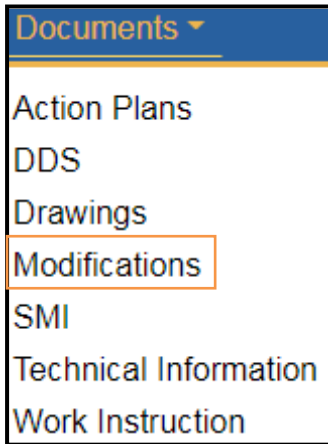 Documents
Action Plans
DDS
Drawings
Modifications
SMI
Technical Information
Work Instruction